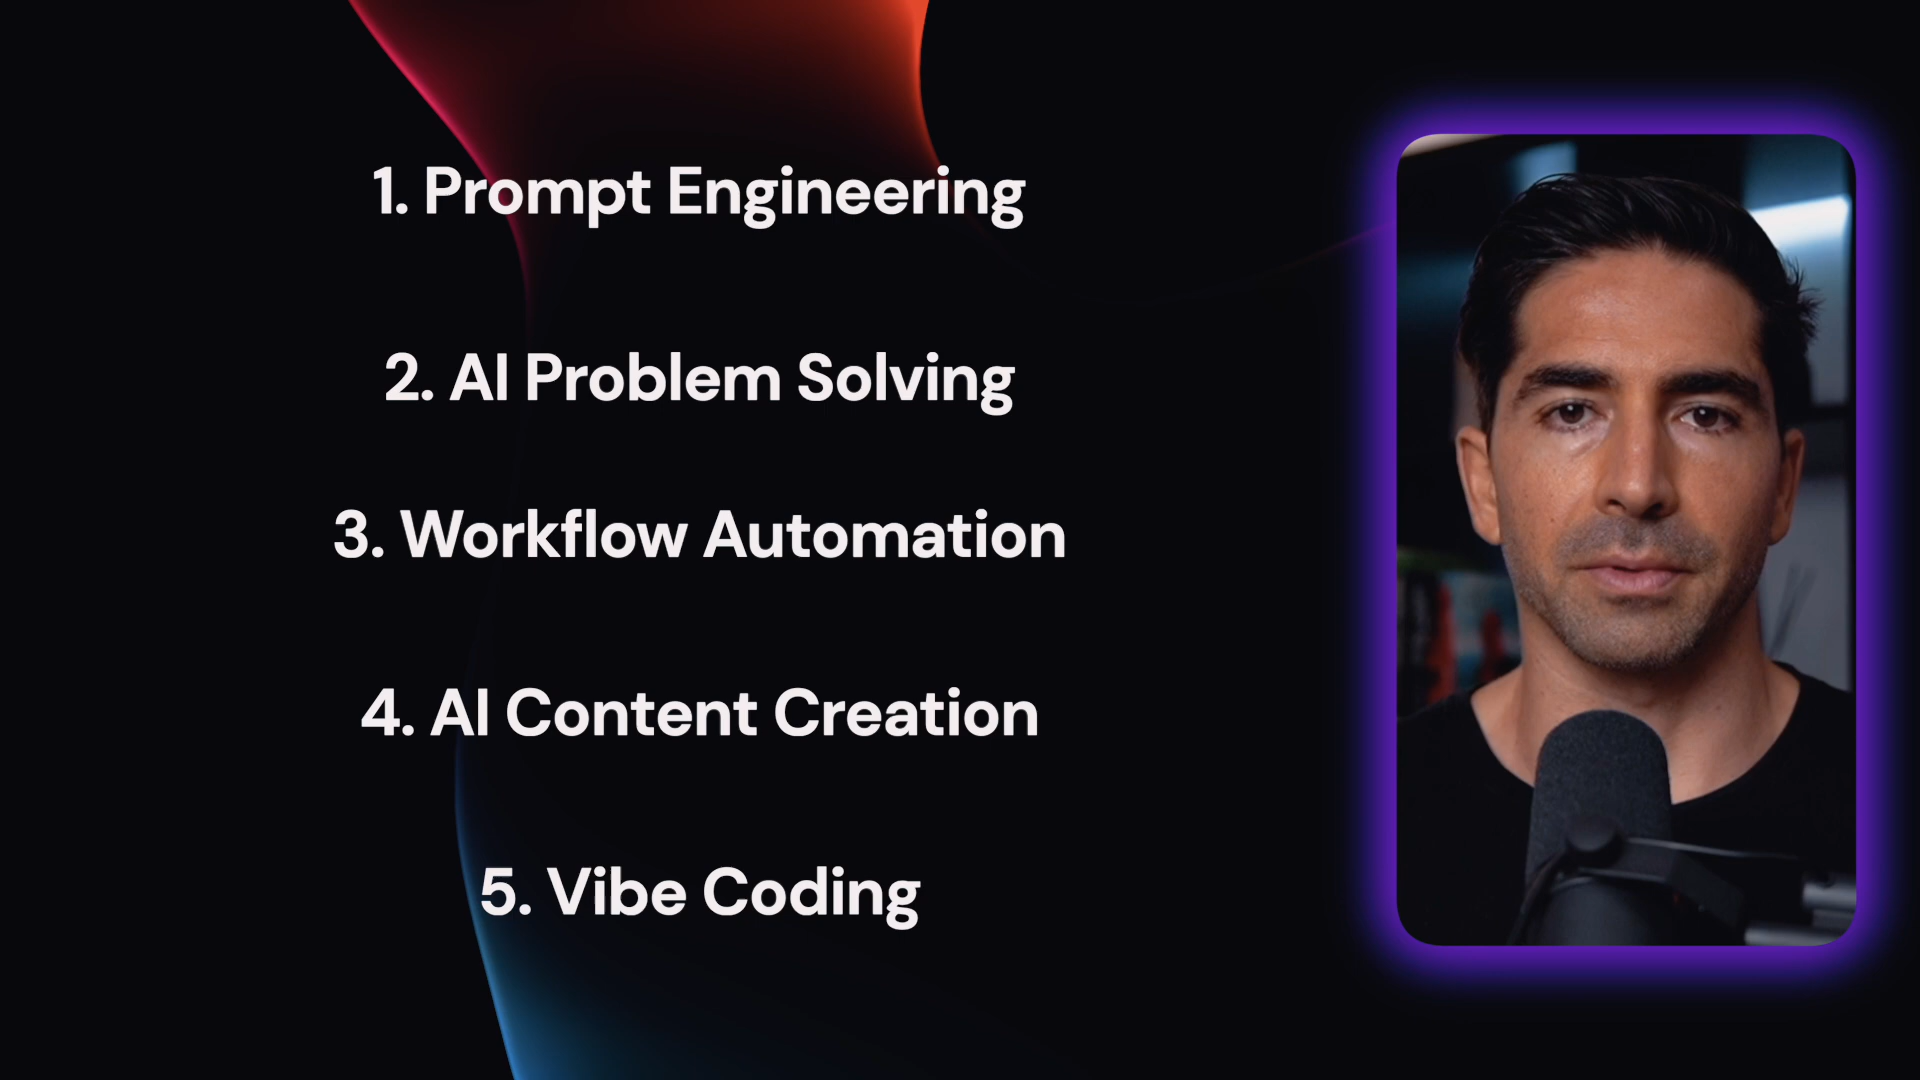 1. Prompt Engineering
2. AI Problem Solving
3. Workflow Automation
4. AI Content Creation
5. Vibe Coding